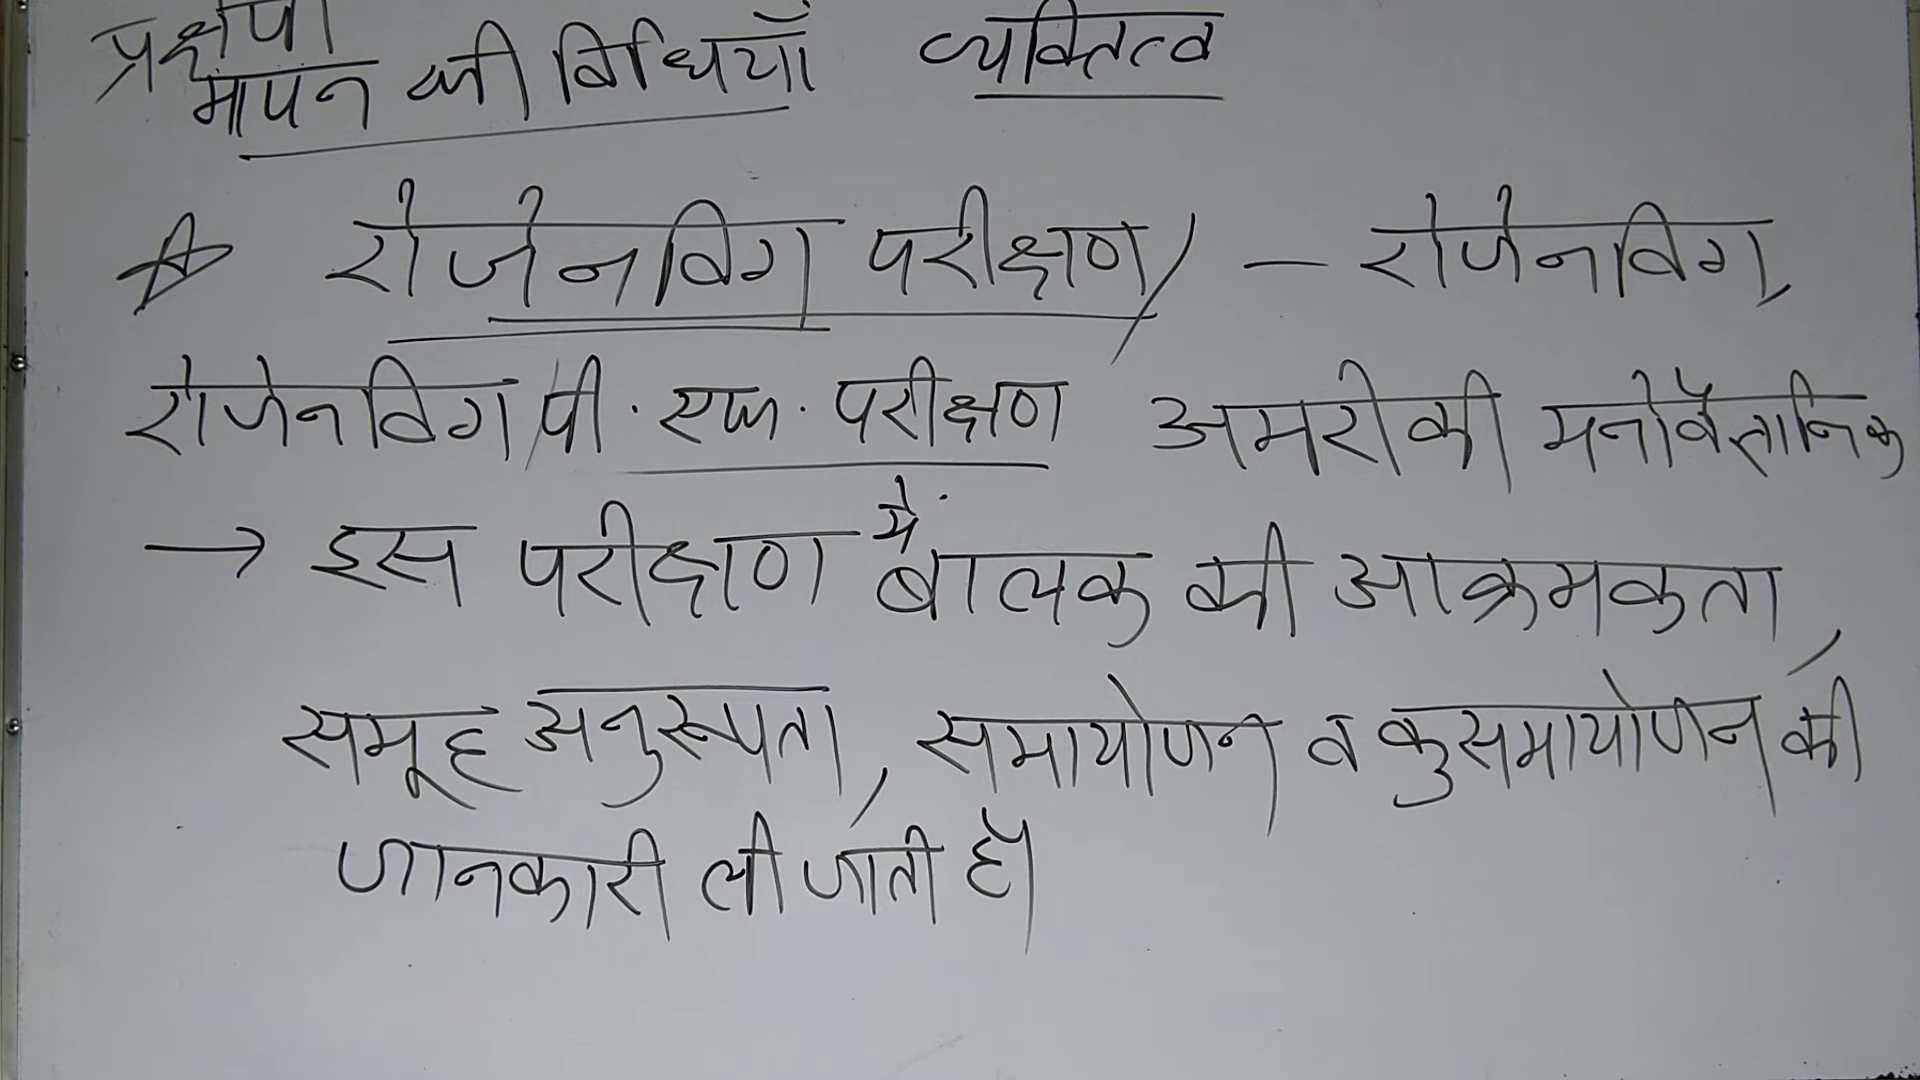 प्रक्षेपी
मापन की विधियाँ व्यक्तित्व
रोजेनविग परीक्षण / – रोजेनविग,
रोजेनविग / पी. एफ. परीक्षण अमरीकी मनोवैज्ञानिक
→ इस परीक्षण में बालक की आक्रमकता,
समूह अनुरूपता, समायोजन व कुसमायोजन की
जानकारी ली जाती है।